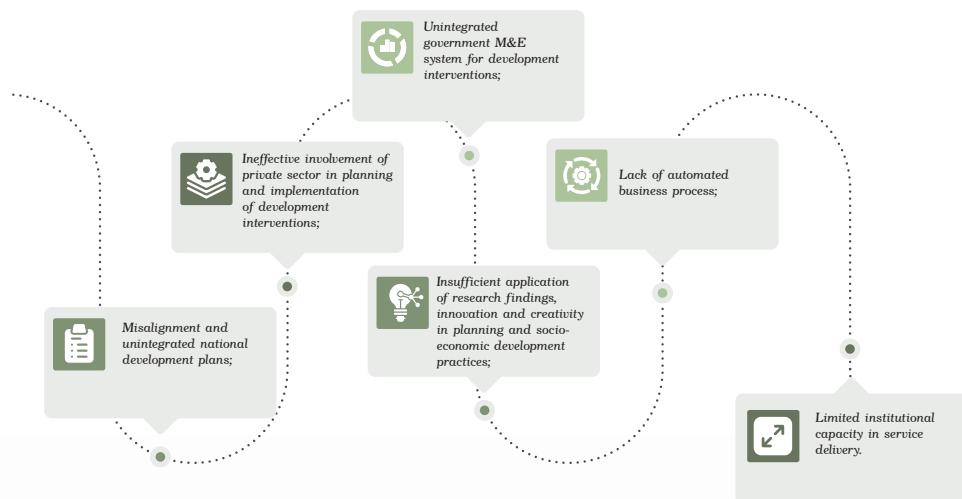 Misalignment and
unintegrated national
development plans;
Ineffective involvement of
private sector in planning
and implementation
of development
interventions;
Unintegrated
government M&E
system for development
interventions;
Insufficient application
of research findings,
innovation and creativity
in planning and socio-
economic development
practices;
Lack of automated
business process;
Limited institutional
capacity in service
delivery.